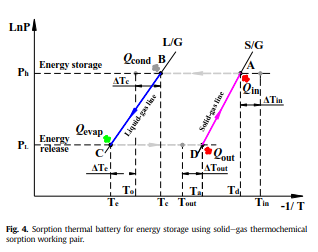 LnP
L/G
S/G
Energy storage
Qcond
B
A
Ph
ΔTc
Qin
ΔTin
Liquid-gas line
Solid-gas line
Qevap
Energy
release
PL
C
D
Qout
ΔTe
ΔTout
Te
To
Tc
Tout
Ta
Td
Tin
-1/ T
Fig. 4. Sorption thermal battery for energy storage using solid–gas thermochemical
sorption working pair.